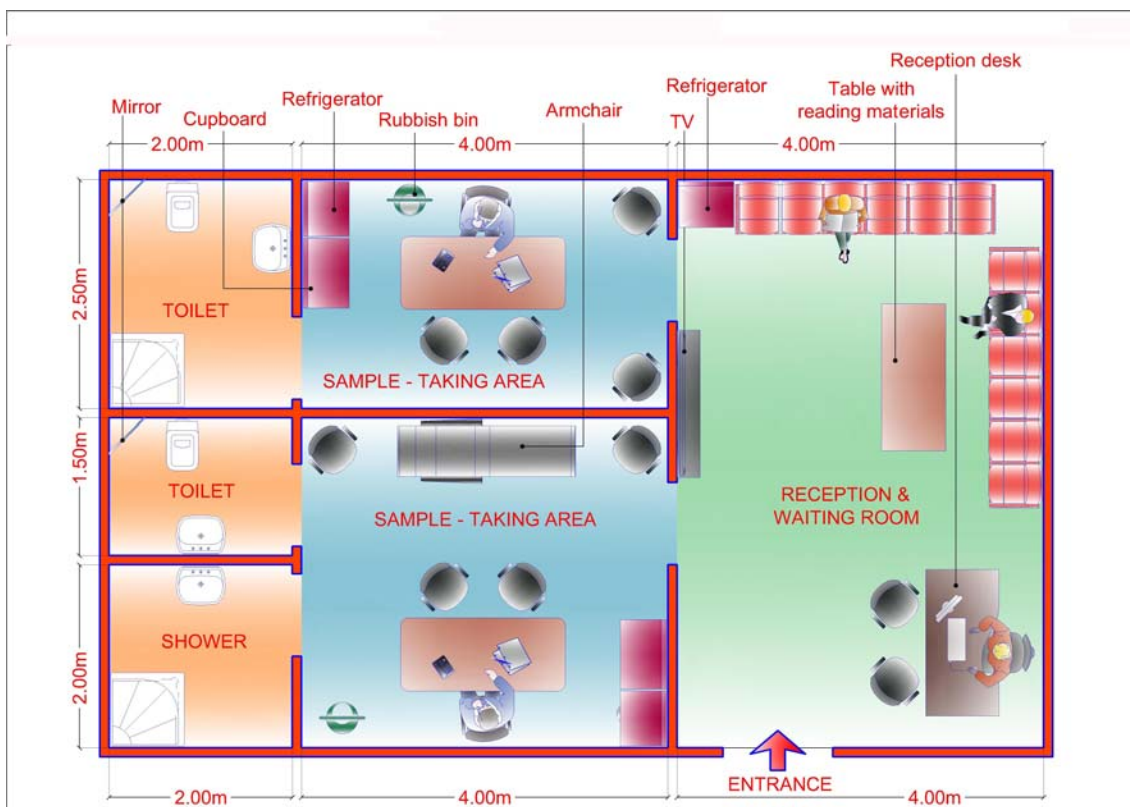 Reception desk
Mirror
Cupboard
Refrigerator
Rubbish bin
Armchair
TV
Refrigerator
Table with
reading materials
2.00m
4.00m
4.00m
2.50m
TOILET
SAMPLE - TAKING AREA
1.50m
TOILET
SAMPLE - TAKING AREA
RECEPTION &
WAITING ROOM
2.00m
SHOWER
ENTRANCE
2.00m
4.00m
4.00m